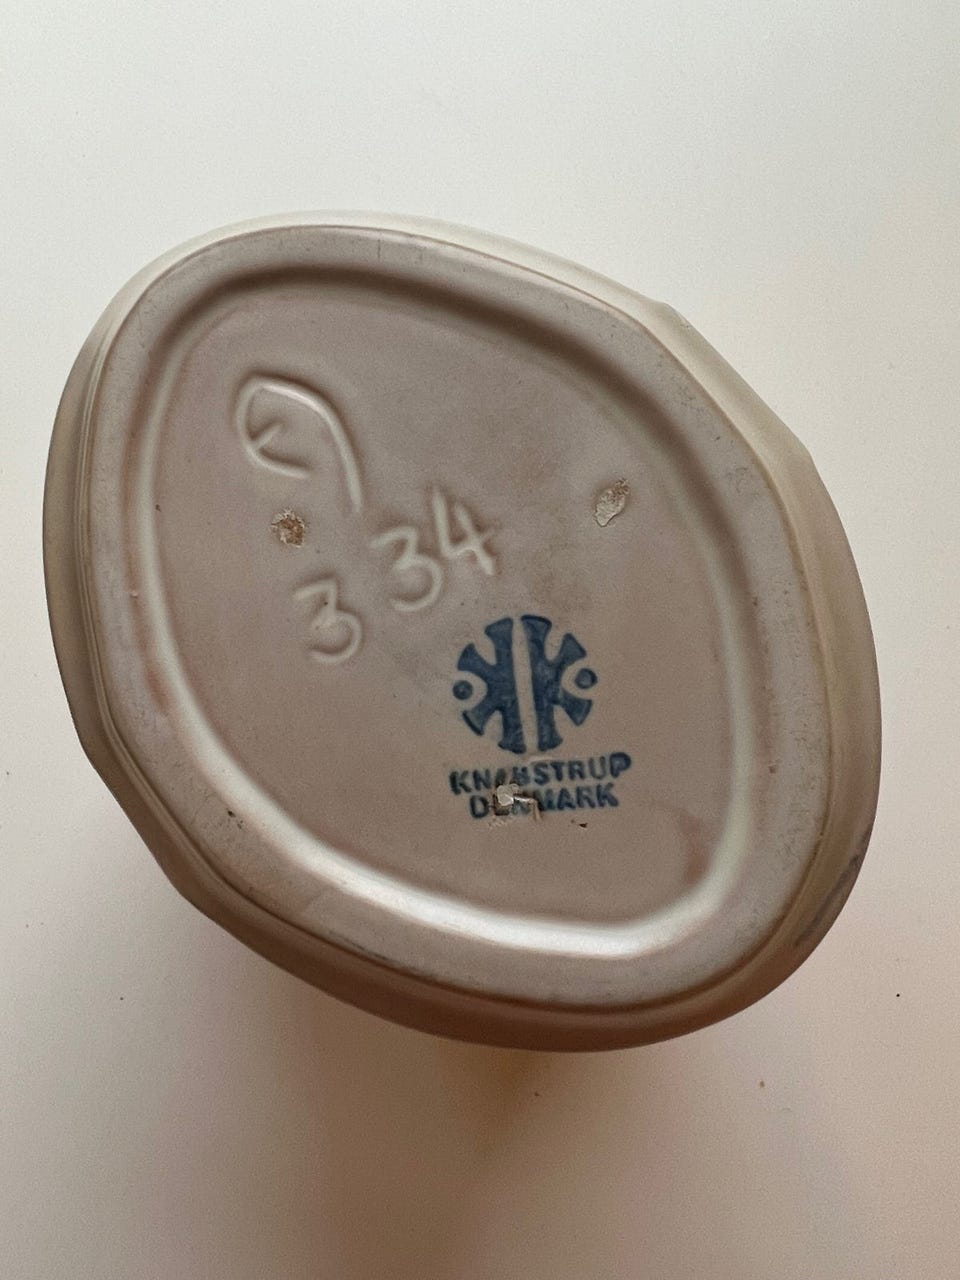 334
KNABSTRUP
DENMARK